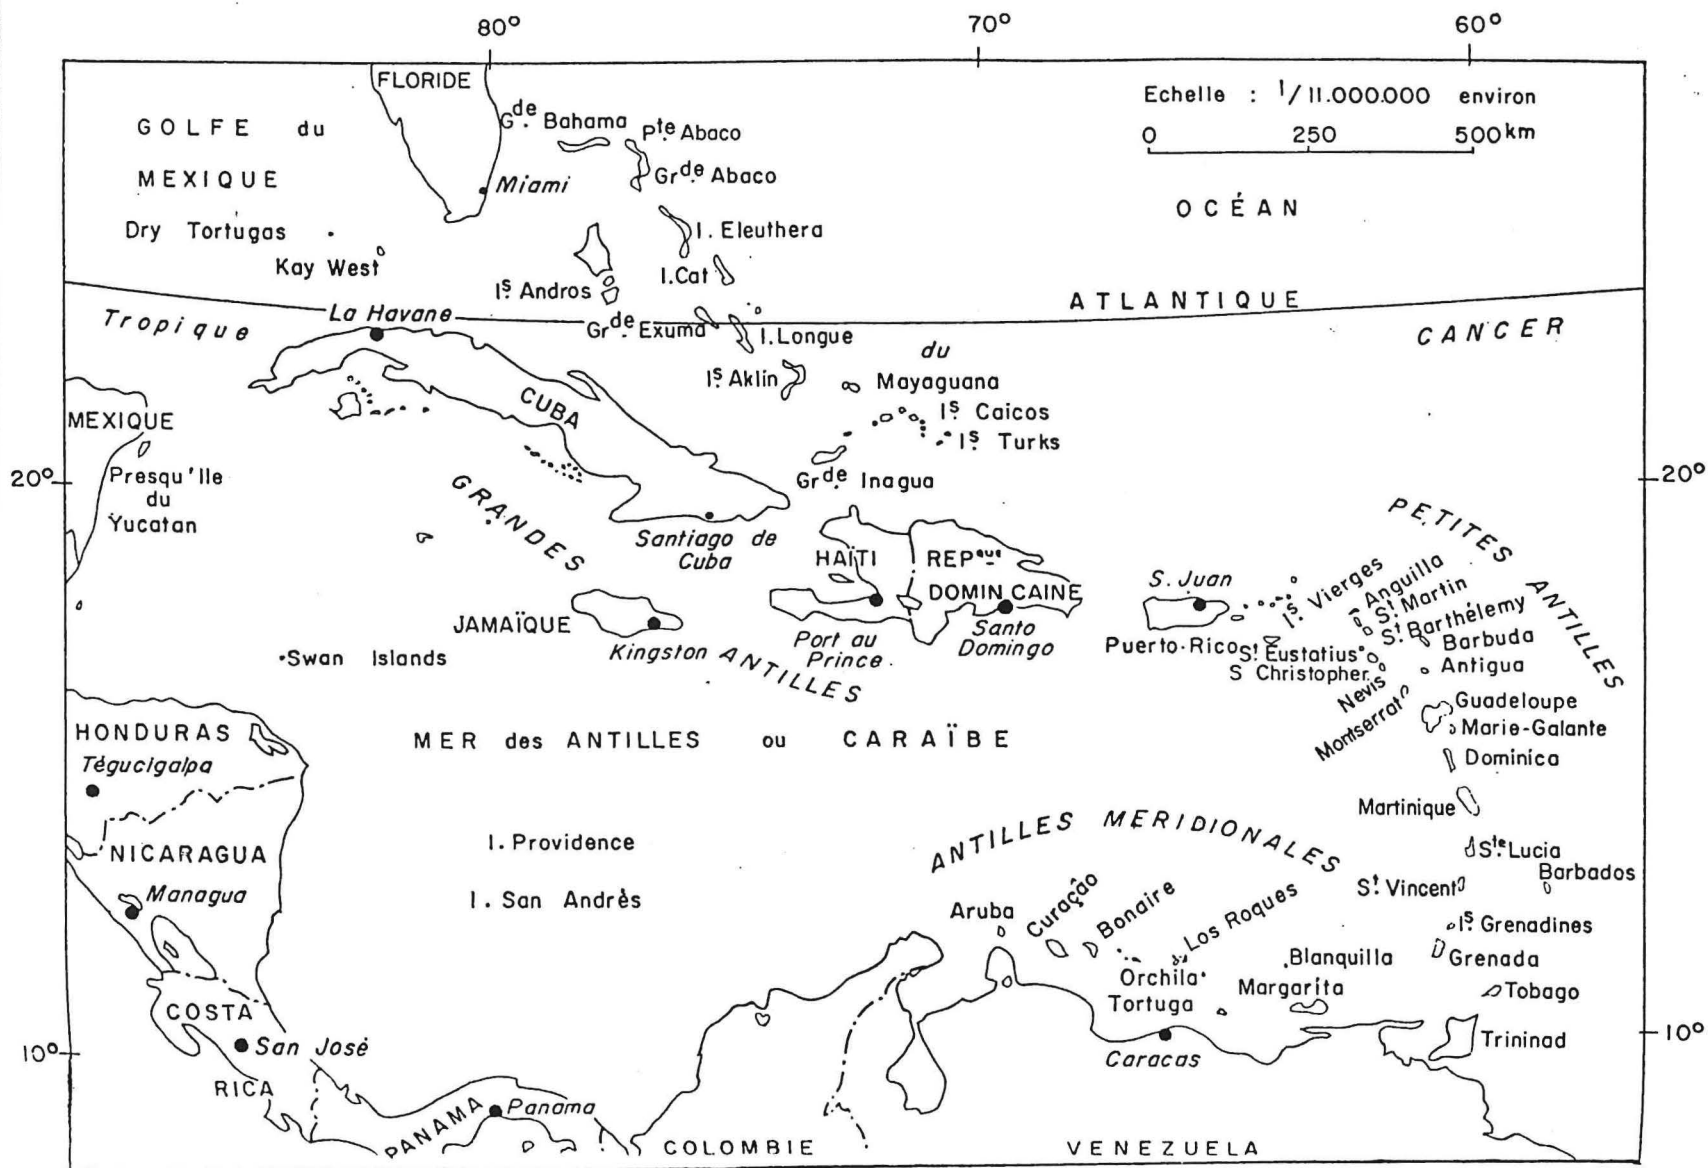 80°
70°
60°
FLORIDE
Echelle : 1/11.000.000 environ
0 250 500 km
GOLFE du
MEXIQUE
Gde. Bahama
Pte Abaco
Grde. Abaco
Miami
OCÉAN
Dry Tortugas
I. Eleuthera
Kay West
I. Cat
Is. Andros
ATLANTIQUE
Tropique
La Havane
Grde. Exuma
I. Longue
du
CANCER
Is. Aklin
Mayaguana
CUBA
Is. Caicos
Is. Turks
MEXIQUE
Presqu'Ile
du
Yucatan
20°
20°
Grde. Inagua
GRANDES
PETITES
ANTILLES
Santiago de
Cuba
HAÏTI
REPque
DOMIN CAINE
S. Juan
Is. Vierges
Anguilla
St Martin
St Barthélemy
JAMAÏQUE
Kingston
ANTILLES
Port au
Prince
Santo
Domingo
Puerto-Rico
St Eustatius
S Christopher
Barbuda
Antigua
Nevis
Montserrat
Swan Islands
Guadeloupe
Marie-Galante
HONDURAS
Tégucigalpa
MER des ANTILLES ou CARAÏBE
Dominica
Martinique
NICARAGUA
I. Providence
ANTILLES MERIDIONALES
Ste. Lucia
Barbados
Managua
I. San Andrès
St Vincent
Aruba
Curaçâo
Bonaire
Los Roques
Is. Grenadines
Blanquilla
Grenada
Orchila
Tortuga
Margarita
Tobago
COSTA
RICA
San José
Trininad
10°
10°
Caracas
PANAMA
Panama
COLOMBIE
VENEZUELA